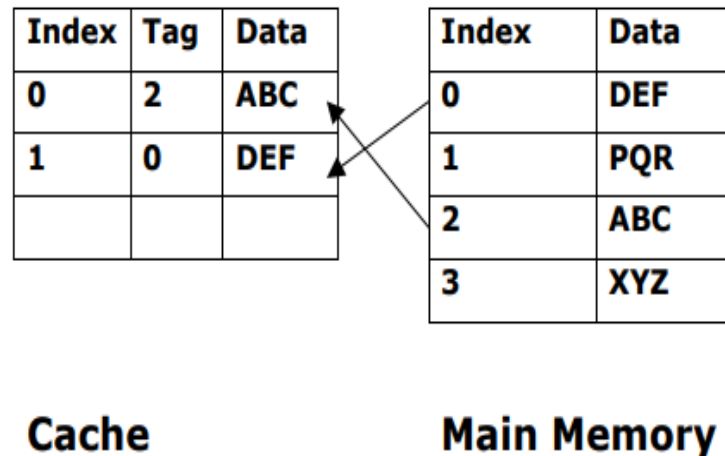 Index Tag Data
0 2 ABC
1 0 DEF
Index Data
0 DEF
1 PQR
2 ABC
3 XYZ
Cache
Main Memory